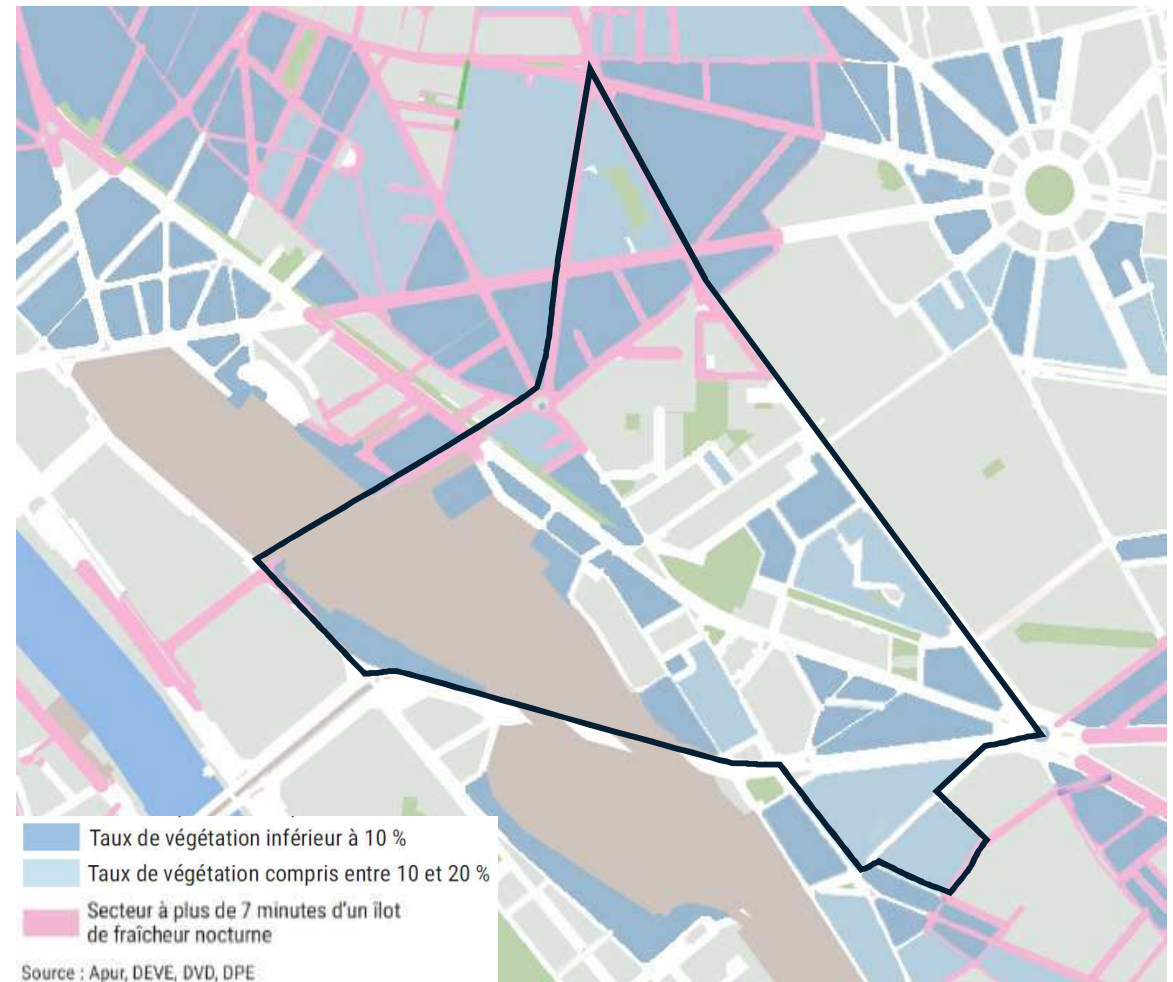 Taux de végétation inférieur à 10 %
Taux de végétation compris entre 10 et 20 %
Secteur à plus de 7 minutes d'un îlot
de fraîcheur nocturne
Source : Apur, DEVE, DVD, DPE